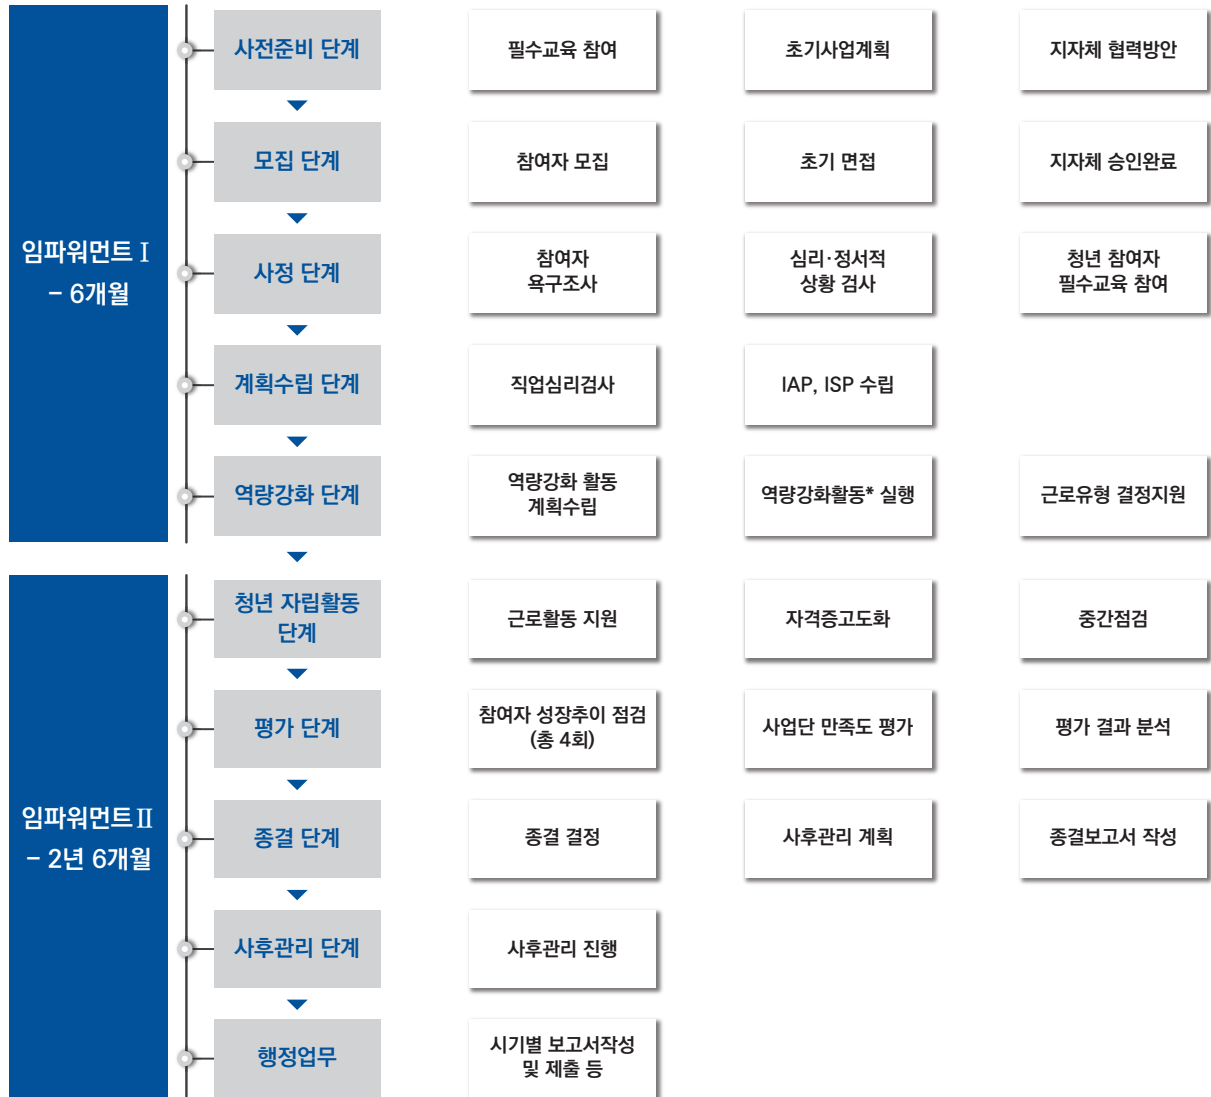 임파워먼트 Ⅰ
- 6개월
사전준비 단계
필수교육 참여
초기사업계획
지자체 협력방안
모집 단계
참여자 모집
초기 면접
지자체 승인완료
사정 단계
참여자
욕구조사
심리·정서적
상황 검사
청년 참여자
필수교육 참여
계획수립 단계
직업심리검사
IAP, ISP 수립
역량강화 단계
역량강화 활동
계획수립
역량강화활동* 실행
근로유형 결정지원
임파워먼트 Ⅱ
- 2년 6개월
청년 자립활동
단계
근로활동 지원
자격증고도화
중간점검
평가 단계
참여자 성장추이 점검
(총 4회)
사업단 만족도 평가
평가 결과 분석
종결 단계
종결 결정
사후관리 계획
종결보고서 작성
사후관리 단계
사후관리 진행
행정업무
시기별 보고서작성
및 제출 등